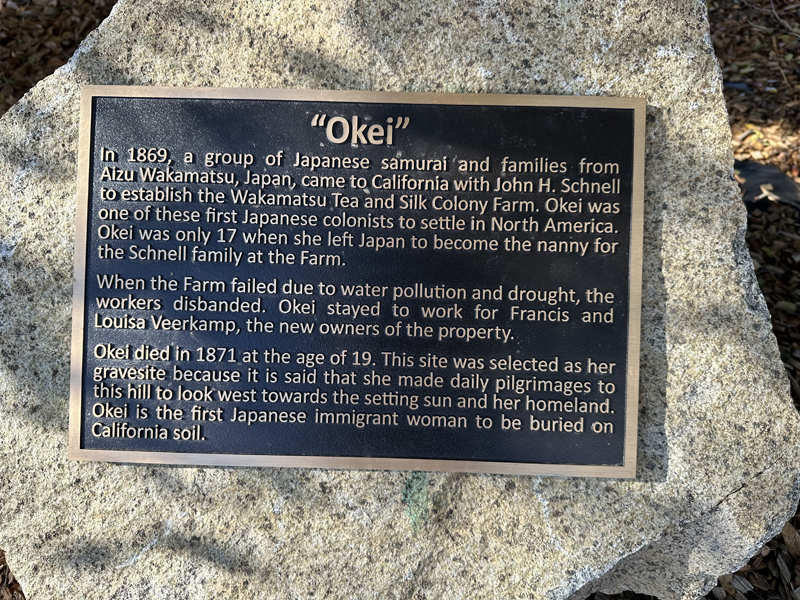 “Okei”
In 1869, a group of Japanese samurai and families from
Aizu Wakamatsu, Japan, came to California with John H. Schnell
to establish the Wakamatsu Tea and Silk Colony Farm. Okei was
one of these first Japanese colonists to settle in North America.
Okei was only 17 when she left Japan to become the nanny for
the Schnell family at the Farm.
When the Farm failed due to water pollution and drought, the
workers disbanded. Okei stayed to work for Francis and
Louisa Veerkamp, the new owners of the property.
Okei died in 1871 at the age of 19. This site was selected as her
gravesite because it is said that she made daily pilgrimages to
this hill to look west towards the setting sun and her homeland.
Okei is the first Japanese immigrant woman to be buried on
California soil.